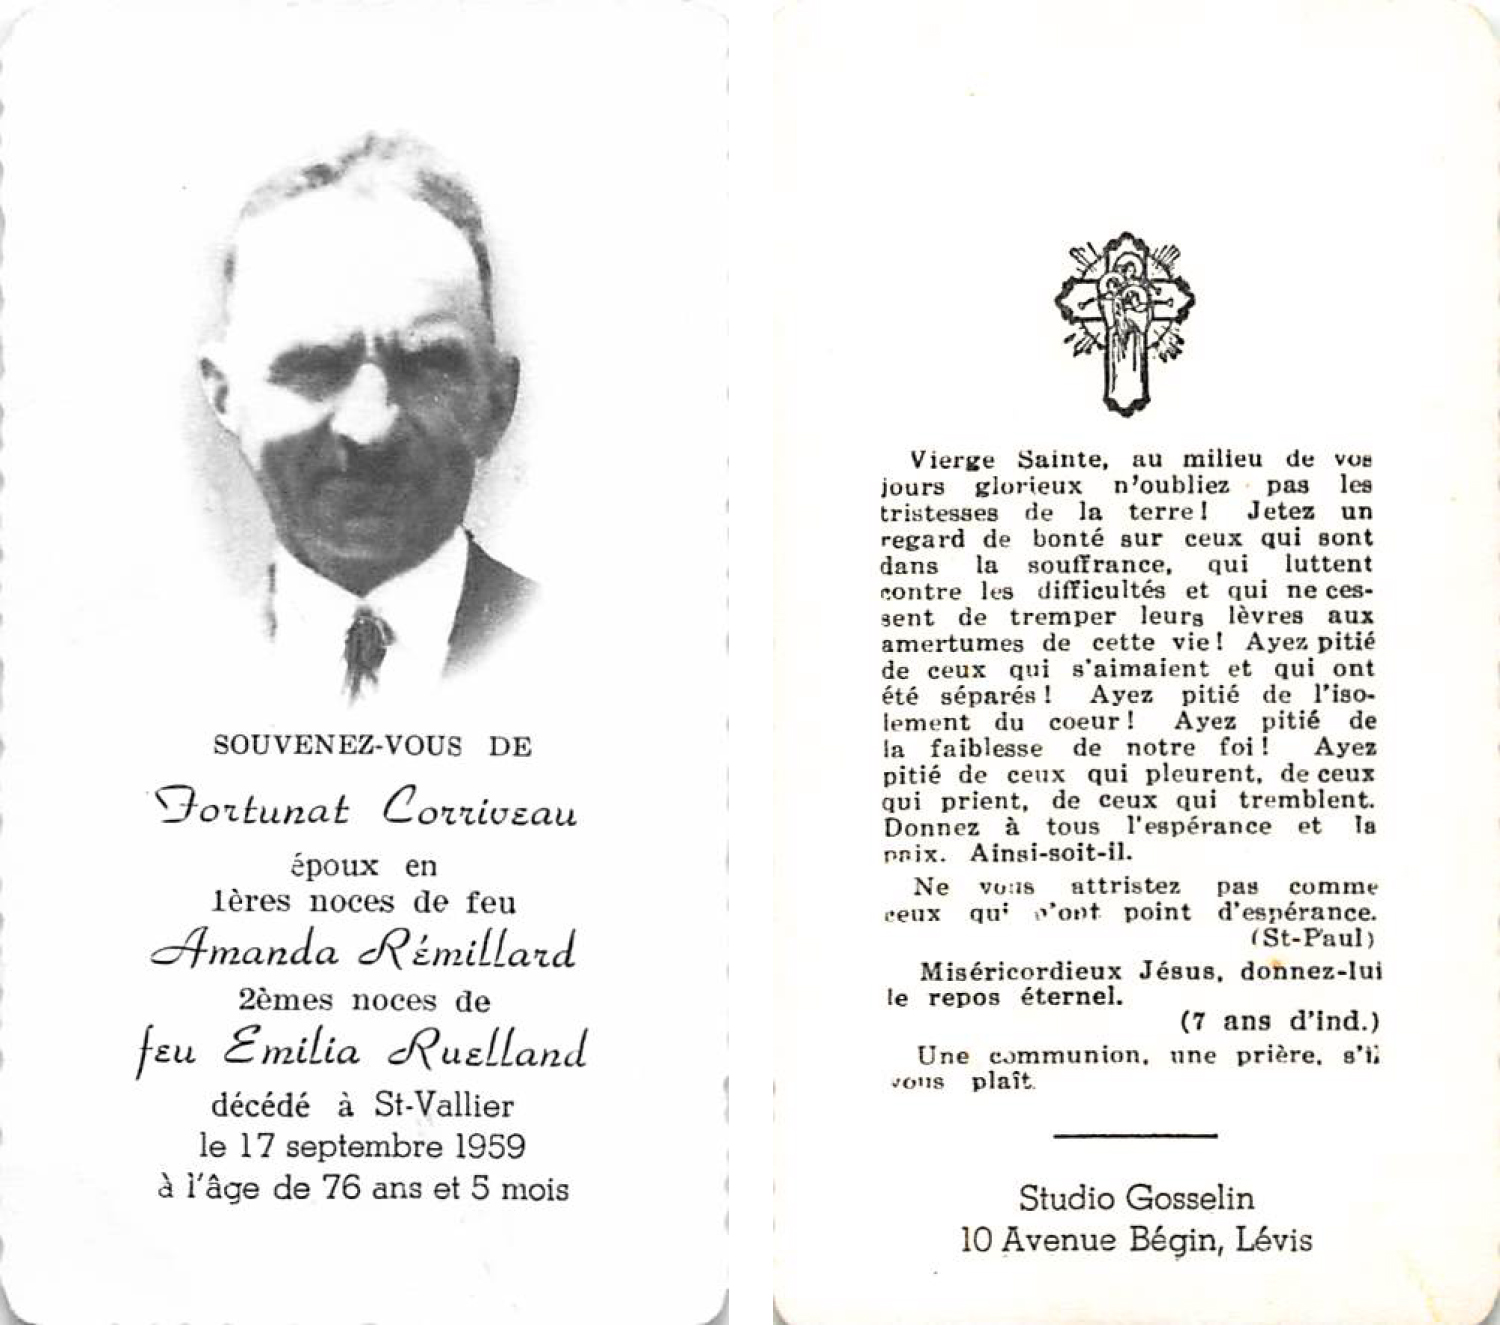 SOUVENEZ-VOUS DE
Fortunat Corriveau
époux en
1ères noces de feu
Amanda Rémillard
2èmes noces de
feu Emilia Ruelland
décédé à St-Vallier
le 17 septembre 1959
à l'âge de 76 ans et 5 mois
Vierge Sainte, au milieu de vos
jours glorieux n'oubliez pas les
tristesses de la terre! Jetez un
regard de bonté sur ceux qui sont
dans la souffrance, qui luttent
contre les difficultés et qui ne ces-
sent de tremper leurs lèvres aux
amertumes de cette vie! Ayez pitié
de ceux qui s'aimaient et qui ont
été séparés! Ayez pitié de l'iso-
lement du coeur! Ayez pitié de
la faiblesse de notre foi! Ayez
pitié de ceux qui pleurent, de ceux
qui prient, de ceux qui tremblent.
Donnez à tous l'espérance et la
paix. Ainsi-soit-il.
Ne vous attristez pas comme
ceux qui n'ont point d'espérance.
(St-Paul)
Miséricordieux Jésus, donnez-lui
le repos éternel.
(7 ans d'ind.)
Une communion, une prière, s'il
vous plaît.
Studio Gosselin
10 Avenue Bégin, Lévis